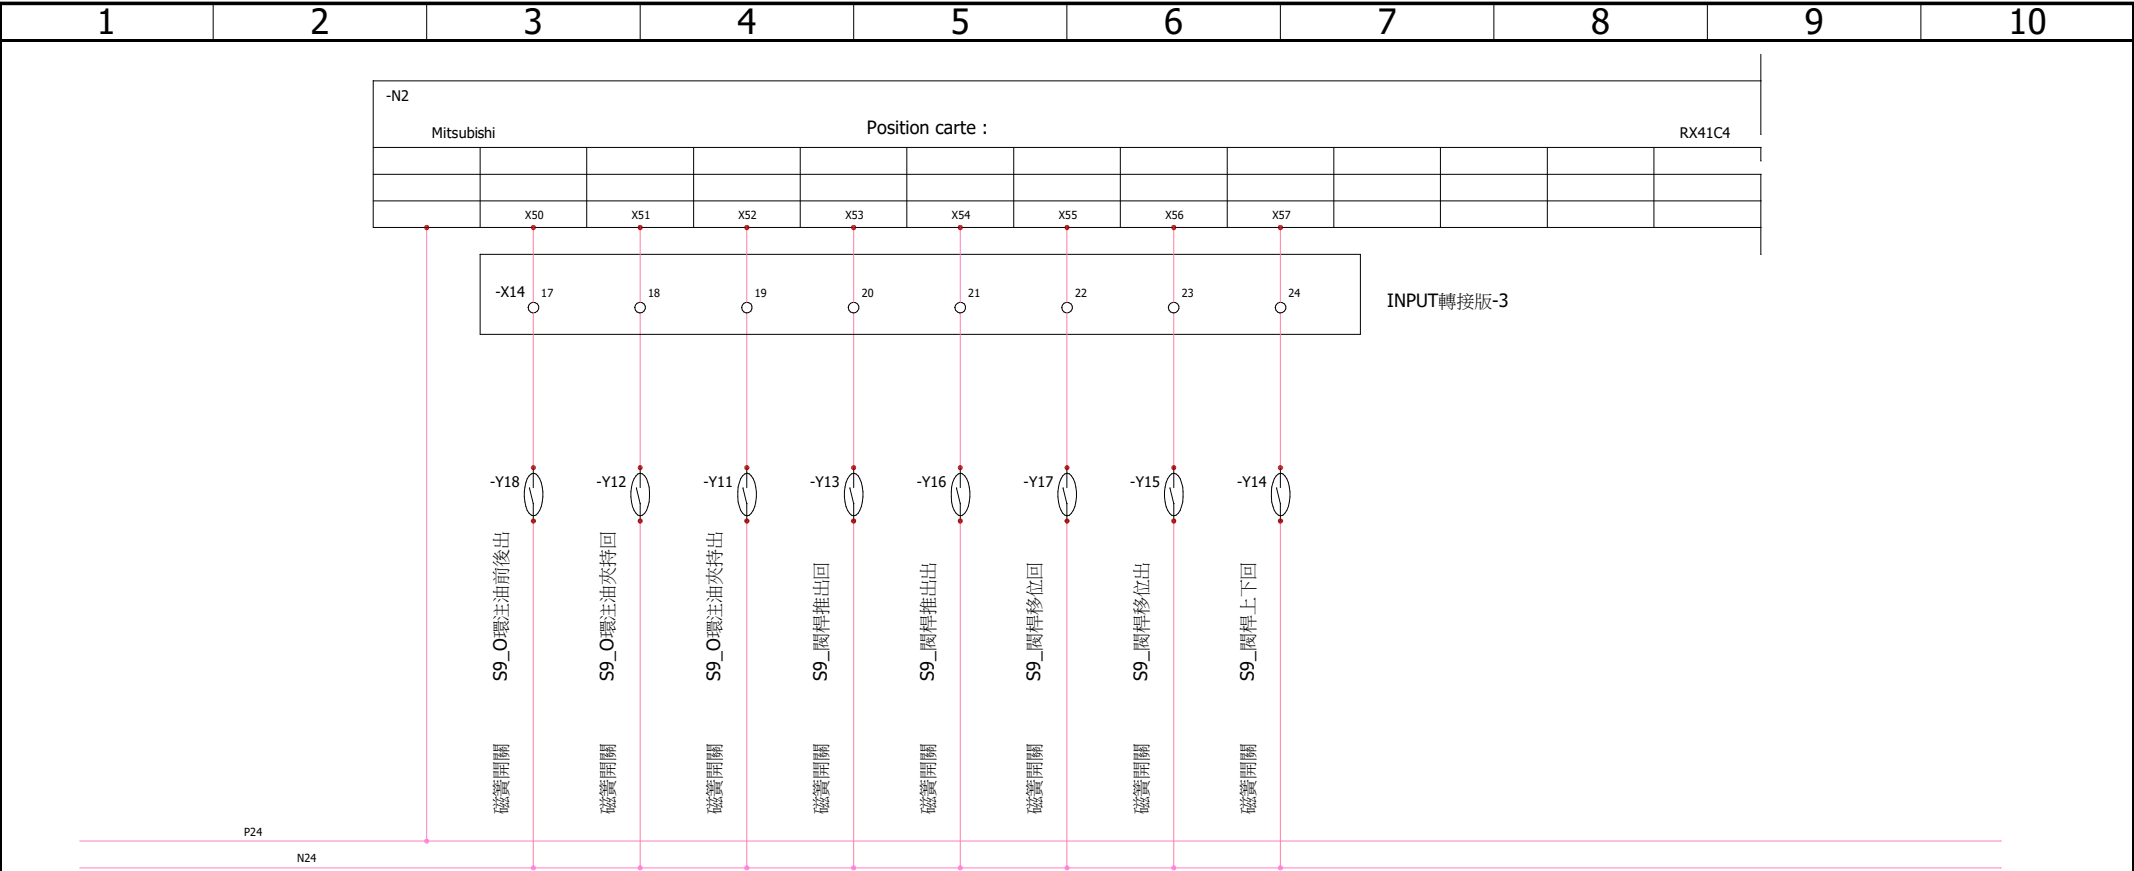 1 2 3 4 5 6 7 8 9 10
-N2
Mitsubishi Position carte : RX41C4
X50 X51 X52 X53 X54 X55 X56 X57
-X14 17 18 19 20 21 22 23 24 INPUT轉接版-3
-Y18 -Y12 -Y11 -Y13 -Y16 -Y17 -Y15 -Y14
S9_O環注油前後出
S9_O環注油夾持回
S9_O環注油夾持出
S9_閥桿推出回
S9_閥桿推出出
S9_閥桿移位回
S9_閥桿移位出
S9_閥桿上下回
磁簧開關
磁簧開關
磁簧開關
磁簧開關
磁簧開關
磁簧開關
磁簧開關
磁簧開關
P24
N24